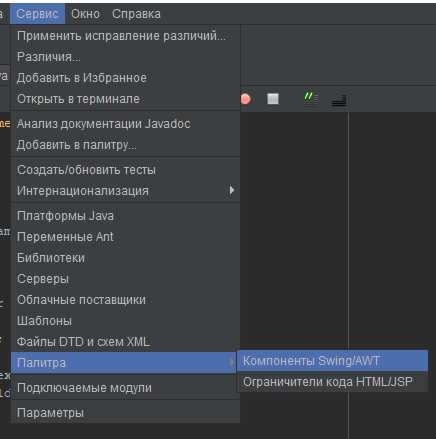 Сервис Окно Справка
Применить исправление различий...
Различия...
Добавить в Избранное
Открыть в терминале
Анализ документации Javadoc
Добавить в палитру...
Создать/обновить тесты
Интернационализация
Платформы Java
Переменные Ant
Библиотеки
Серверы
Облачные поставщики
Шаблоны
Файлы DTD и схем XML
Палитра
Компоненты Swing/AWT
Ограничители кода HTML/JSP
Подключаемые модули
Параметры